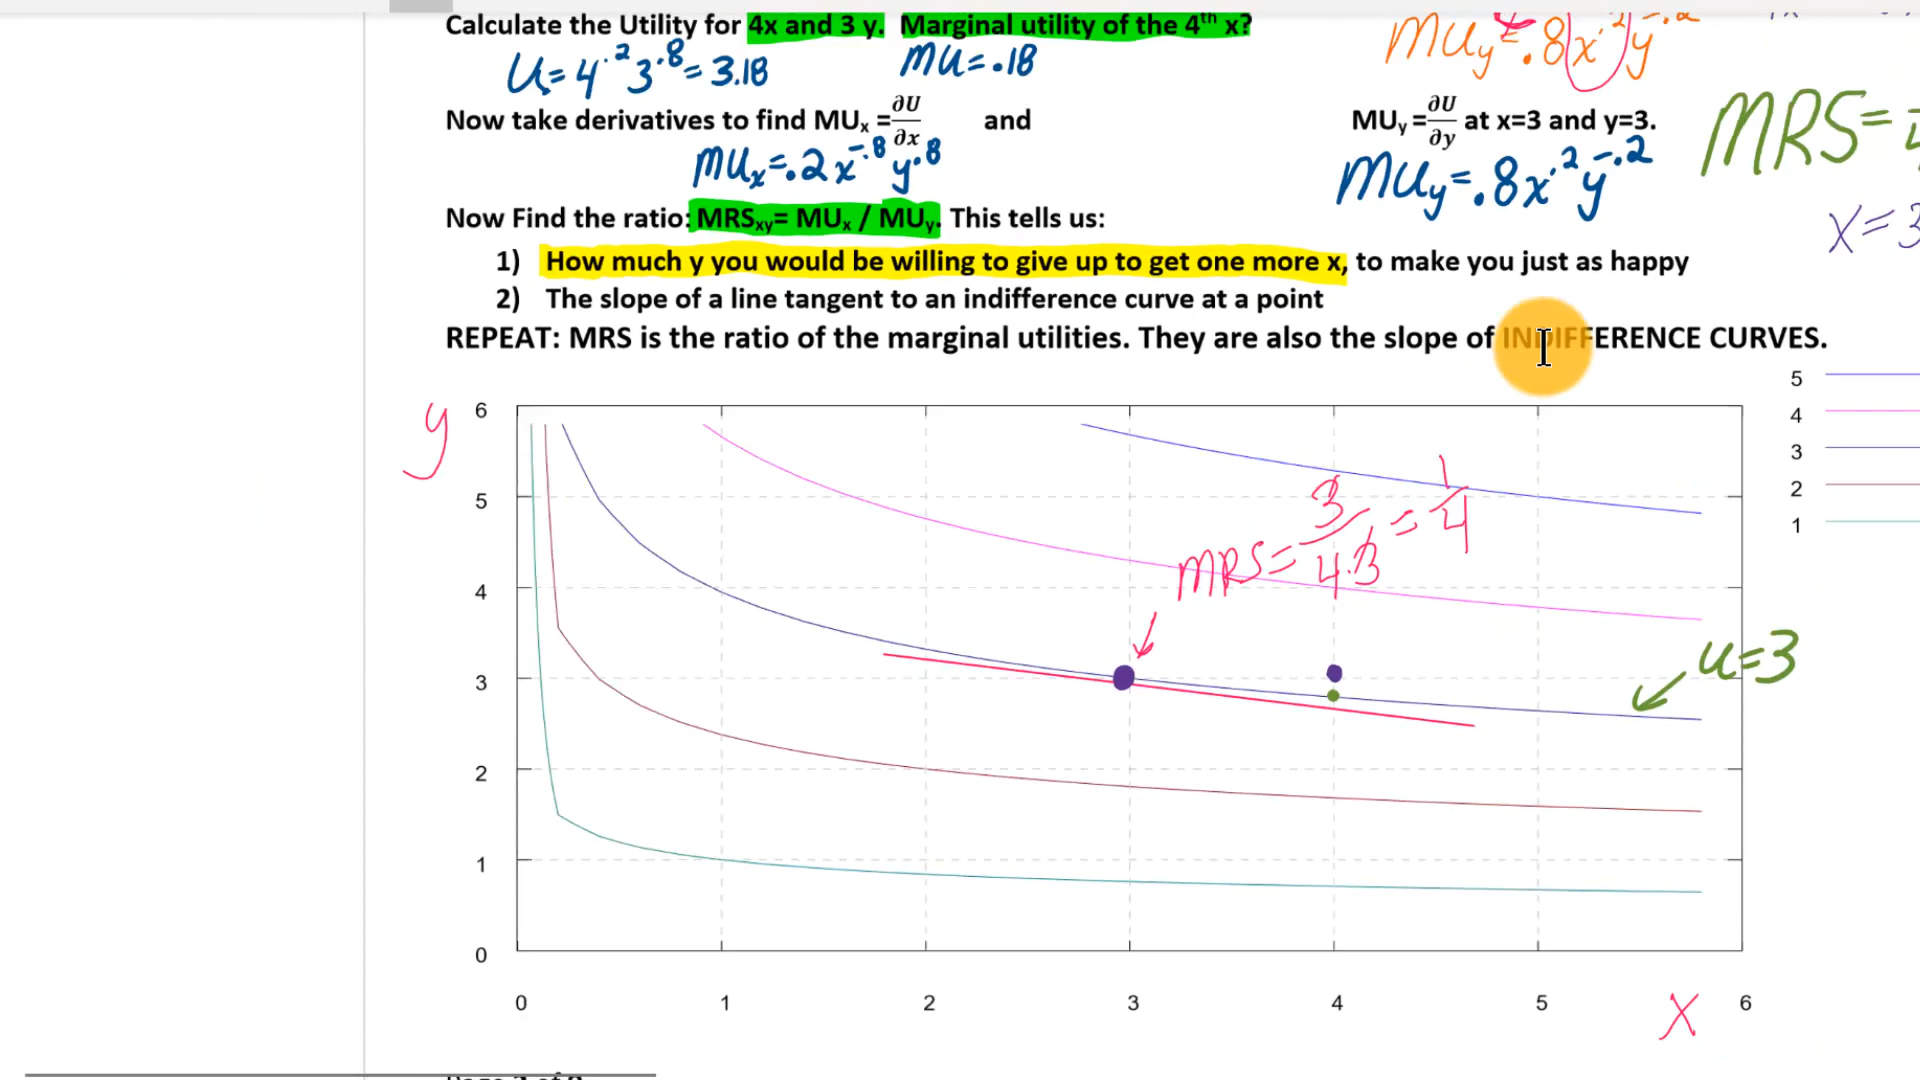 Calculate the Utility for 4x and 3 y. Marginal utility of the 4th x?
MUy = .8x^.2 y^-.2
U = 4^.2 3^.8 = 3.18
MU = .18
Now take derivatives to find MUx = ∂U/∂x and MUy = ∂U/∂y at x=3 and y=3.
MRS =
MUx = .2x^-.8 y^.8
MUy = .8x^.2 y^-.2
Now Find the ratio: MRSxy= MUx / MUy. This tells us:
x = 3
1) How much y you would be willing to give up to get one more x, to make you just as happy
2) The slope of a line tangent to an indifference curve at a point
REPEAT: MRS is the ratio of the marginal utilities. They are also the slope of INDIFFERENCE CURVES.
5
4
3
2
1
y
6
5
4
3
2
1
0
MRS = 3/4·3 = 1/4
U=3
0 1 2 3 4 5 6
X